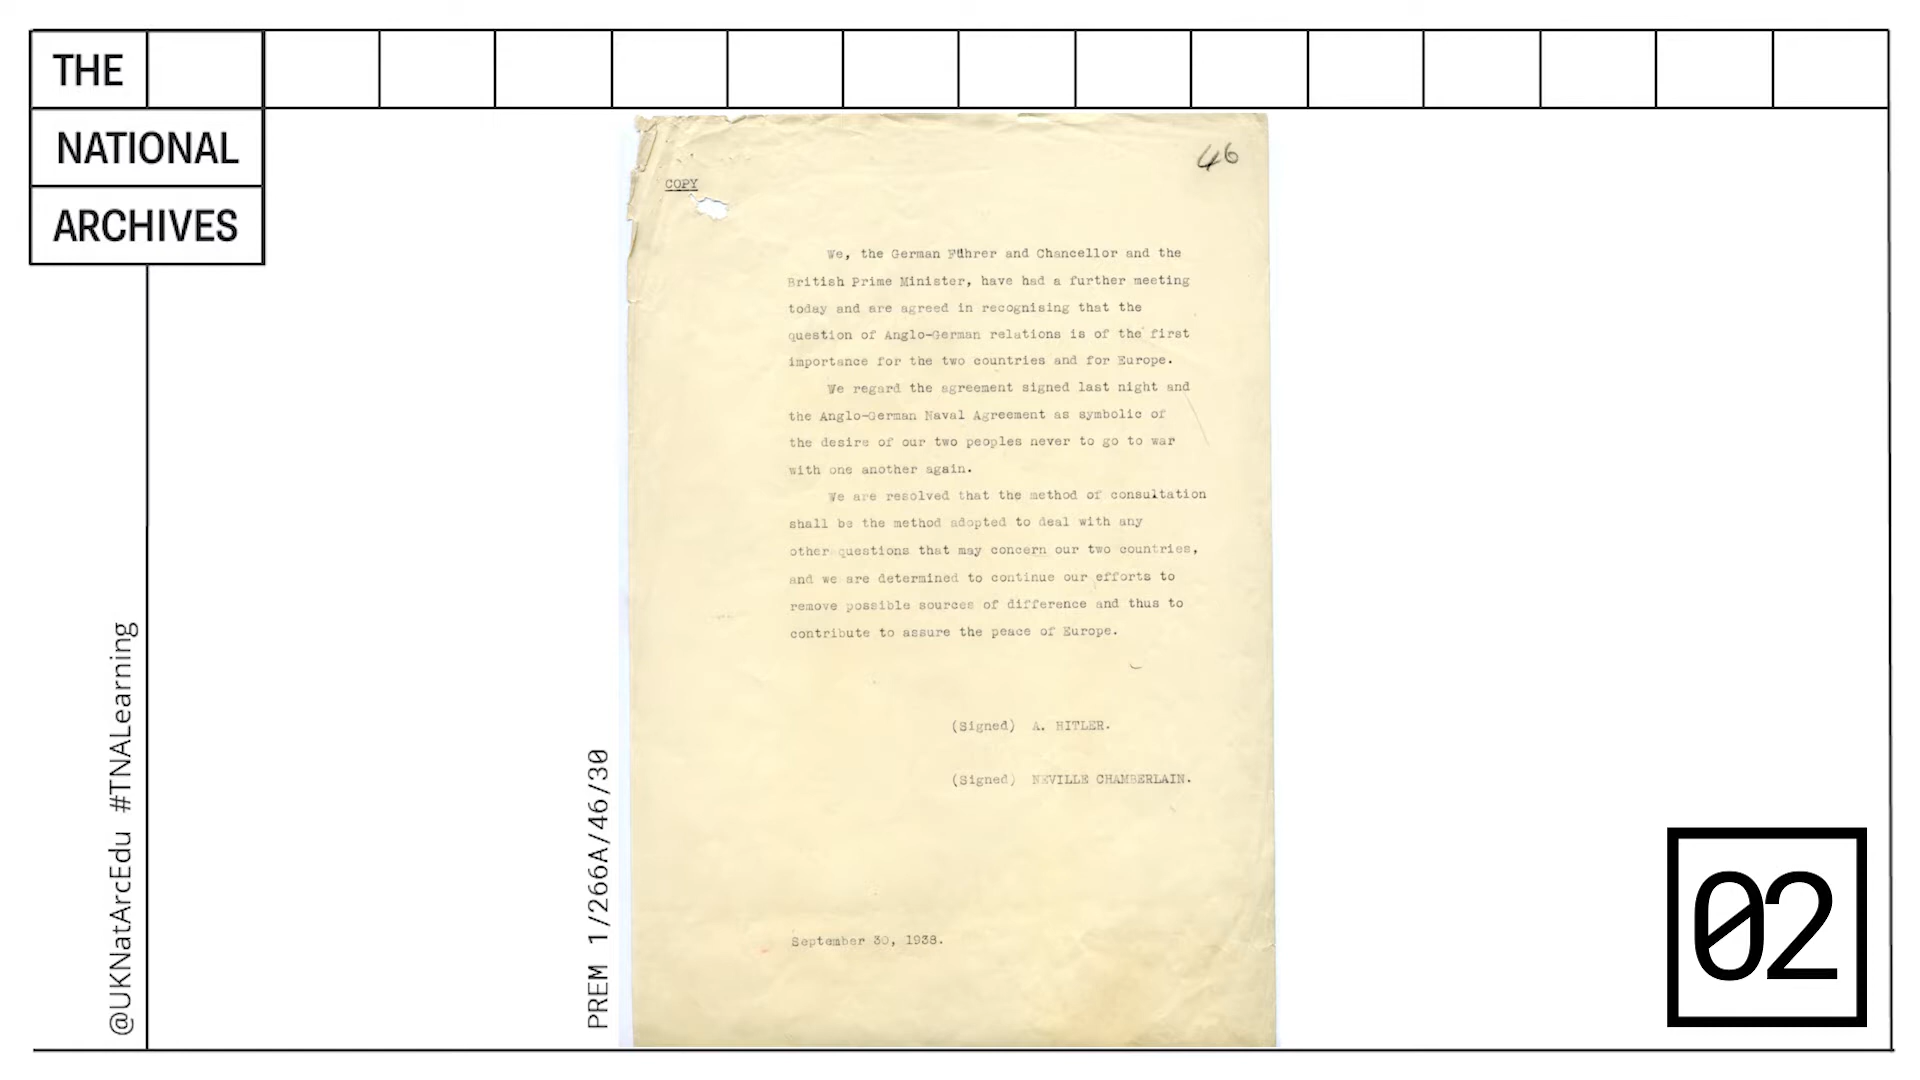 THE
NATIONAL
ARCHIVES
46
COPY
We, the German Führer and Chancellor and the
British Prime Minister, have had a further meeting
today and are agreed in recognising that the
question of Anglo-German relations is of the first
importance for the two countries and for Europe.
We regard the agreement signed last night and
the Anglo-German Naval Agreement as symbolic of
the desire of our two peoples never to go to war
with one another again.
We are resolved that the method of consultation
shall be the method adopted to deal with any
other questions that may concern our two countries,
and we are determined to continue our efforts to
remove possible sources of difference and thus to
contribute to assure the peace of Europe.
(Signed) A. HITLER.
(Signed) NEVILLE CHAMBERLAIN.
September 30, 1938.
PREM 1/266A/46/30
@UKNatArcEdu #TNALearning
02